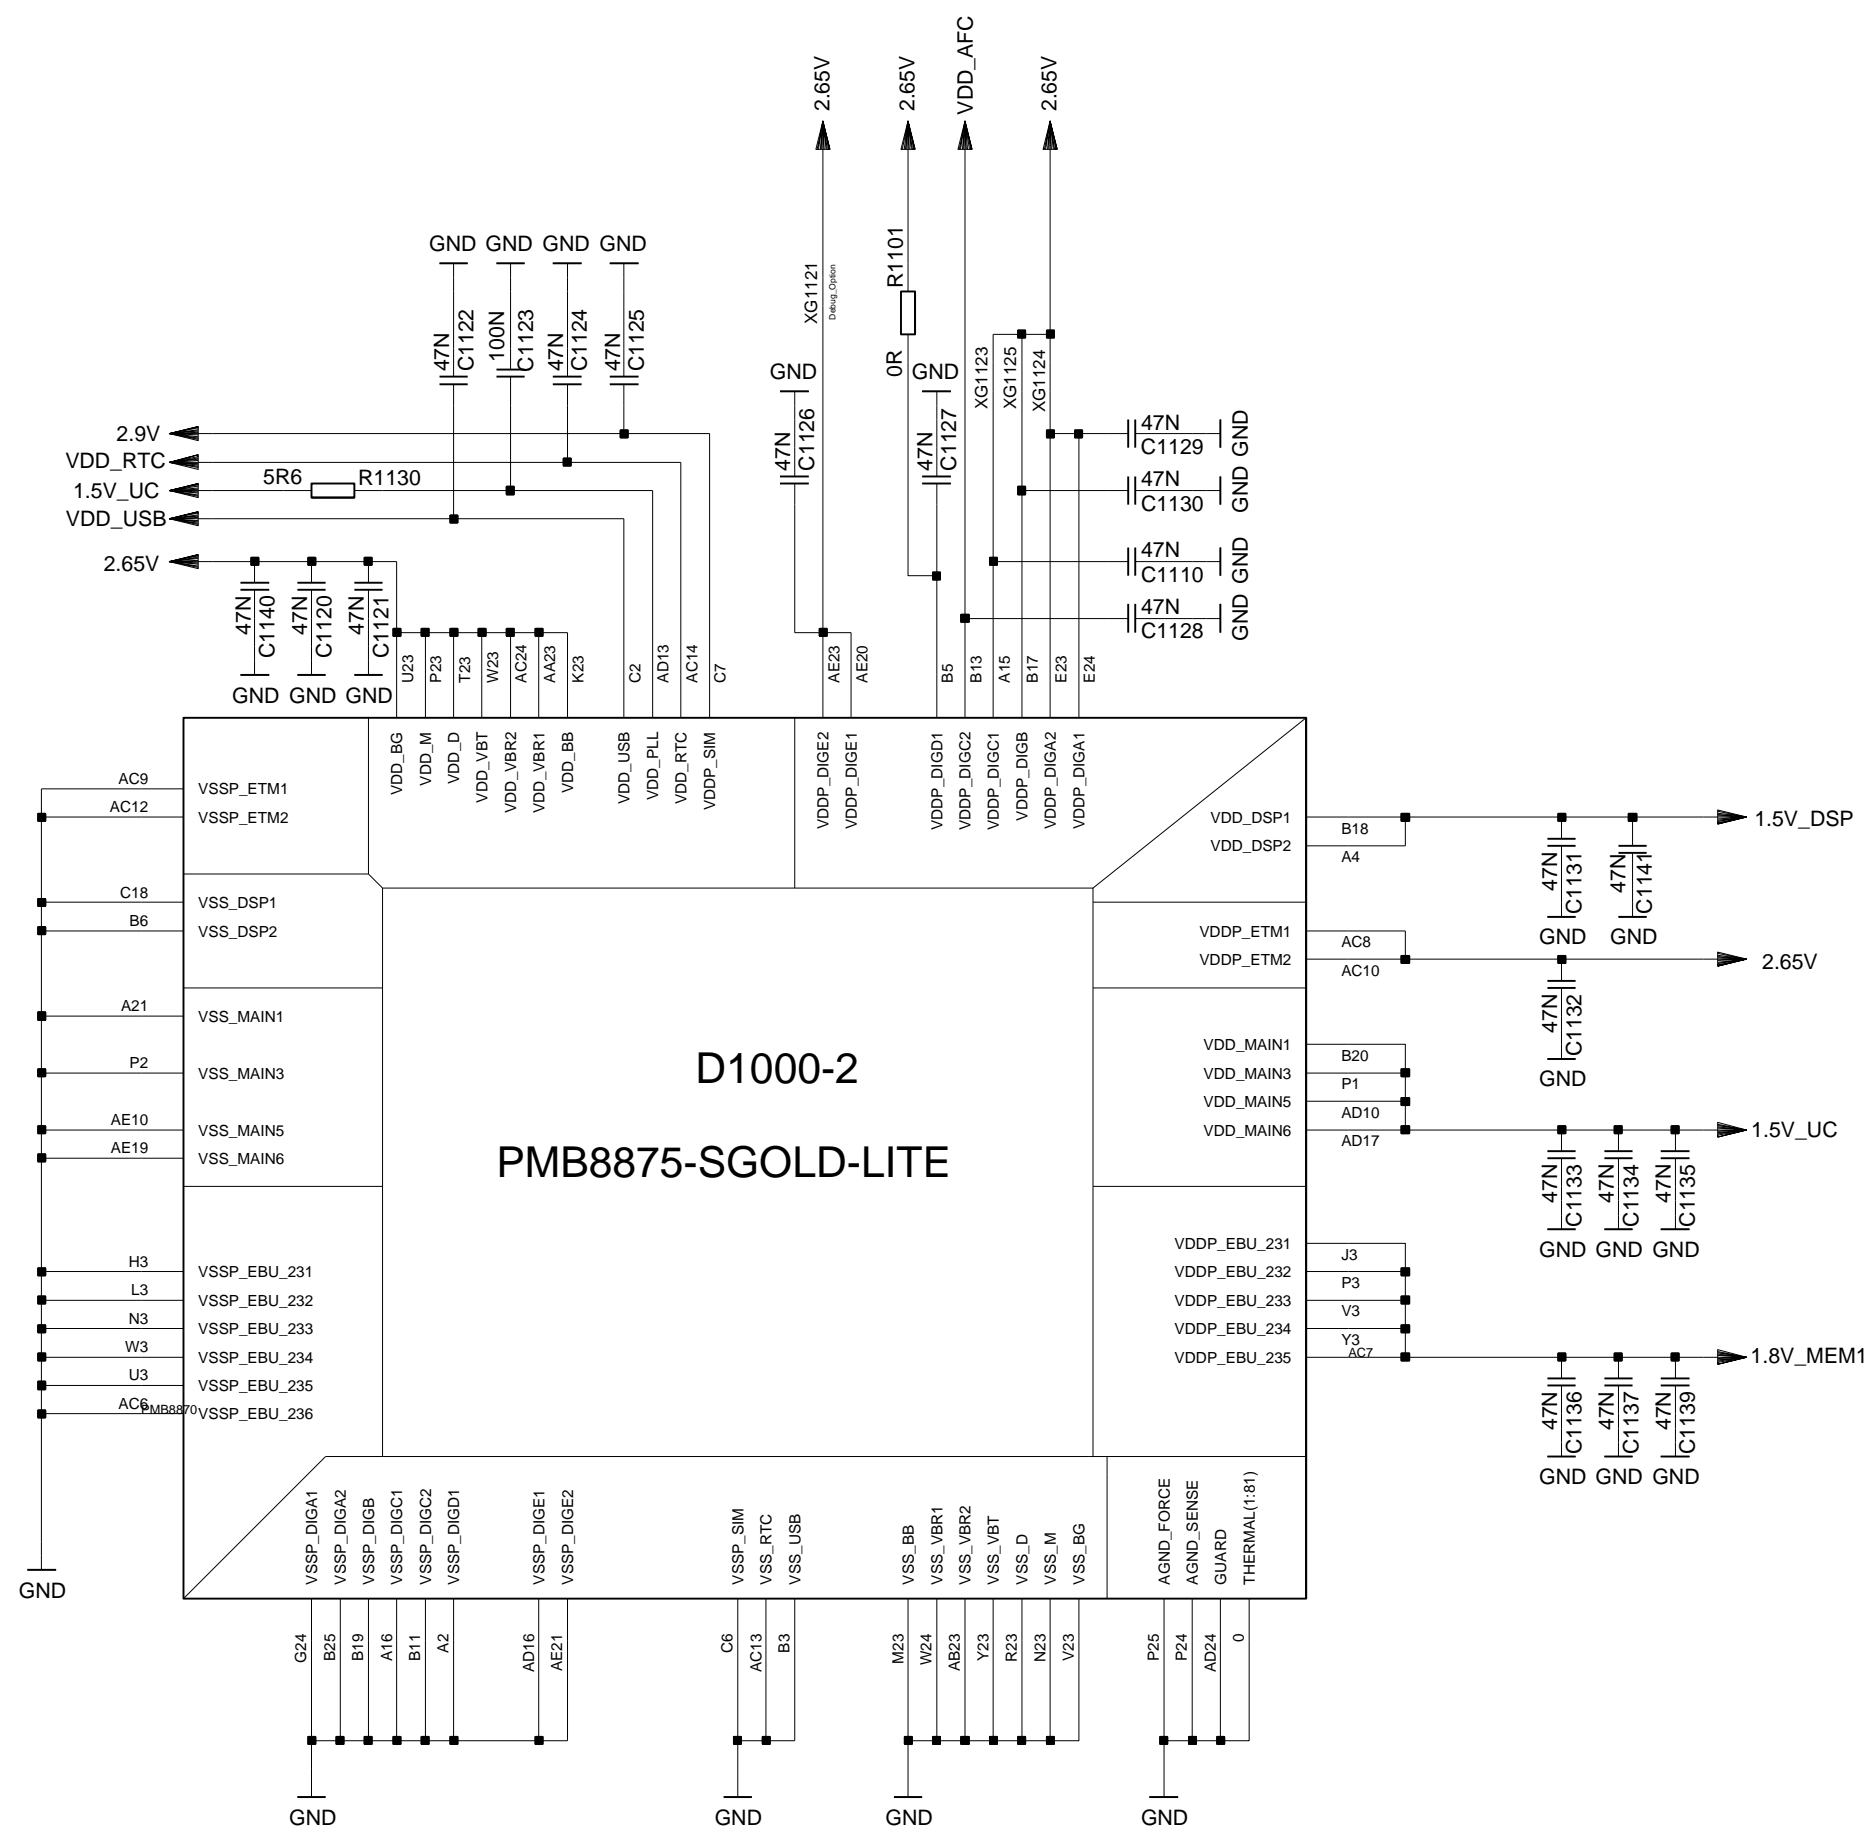 2.65V
2.65V
VDD_AFC
2.65V
GND GND GND GND
47N C1122
100N C1123
47N C1124
47N C1125
XG1121
Debug_Option
R1101
0R
GND
47N C1126
GND
47N C1127
XG1123
XG1125
XG1124
47N C1129 GND
47N C1130 GND
47N C1110 GND
47N C1128 GND
2.9V
VDD_RTC
1.5V_UC 5R6 R1130
VDD_USB
2.65V
47N C1140
47N C1120
47N C1121
GND GND GND
U23 P23 T23 W23 AC24 AA23 K23 C2 AD13 AC14 C7 AE23 AE20 B5 B13 A15 B17 E23 E24
VDD_BG
VDD_M
VDD_D
VDD_VBT
VDD_VBR2
VDD_VBR1
VDD_BB
VDD_USB
VDD_PLL
VDD_RTC
VDDP_SIM
VDDP_DIGE2
VDDP_DIGE1
VDDP_DIGD1
VDDP_DIGC2
VDDP_DIGC1
VDDP_DIGB
VDDP_DIGA2
VDDP_DIGA1
AC9 VSSP_ETM1
AC12 VSSP_ETM2
C18 VSS_DSP1
B6 VSS_DSP2
A21 VSS_MAIN1
P2 VSS_MAIN3
AE10 VSS_MAIN5
AE19 VSS_MAIN6
H3 VSSP_EBU_231
L3 VSSP_EBU_232
N3 VSSP_EBU_233
W3 VSSP_EBU_234
U3 VSSP_EBU_235
AC6 VSSP_EBU_236
PMB8870
GND
D1000-2
PMB8875-SGOLD-LITE
VDD_DSP1 B18
VDD_DSP2 A4
1.5V_DSP
47N C1131
47N C1141
GND GND
VDDP_ETM1 AC8
VDDP_ETM2 AC10
2.65V
47N C1132
GND
VDD_MAIN1 B20
VDD_MAIN3 P1
VDD_MAIN5 AD10
VDD_MAIN6 AD17
1.5V_UC
47N C1133
47N C1134
47N C1135
GND GND GND
VDDP_EBU_231 J3
VDDP_EBU_232 P3
VDDP_EBU_233 V3
VDDP_EBU_234 Y3
VDDP_EBU_235 AC7
1.8V_MEM1
47N C1136
47N C1137
47N C1139
GND GND GND
VSSP_DIGA1
VSSP_DIGA2
VSSP_DIGB
VSSP_DIGC1
VSSP_DIGC2
VSSP_DIGD1
VSSP_DIGE1
VSSP_DIGE2
VSSP_SIM
VSS_RTC
VSS_USB
VSS_BB
VSS_VBR1
VSS_VBR2
VSS_VBT
VSS_D
VSS_M
VSS_BG
AGND_FORCE
AGND_SENSE
GUARD
THERMAL(1:81)
G24 B25 B19 A16 B11 A2 AD16 AE21 C6 AC13 B3 M23 W24 AB23 Y23 R23 N23 V23 P25 P24 AD24 0
GND GND GND GND